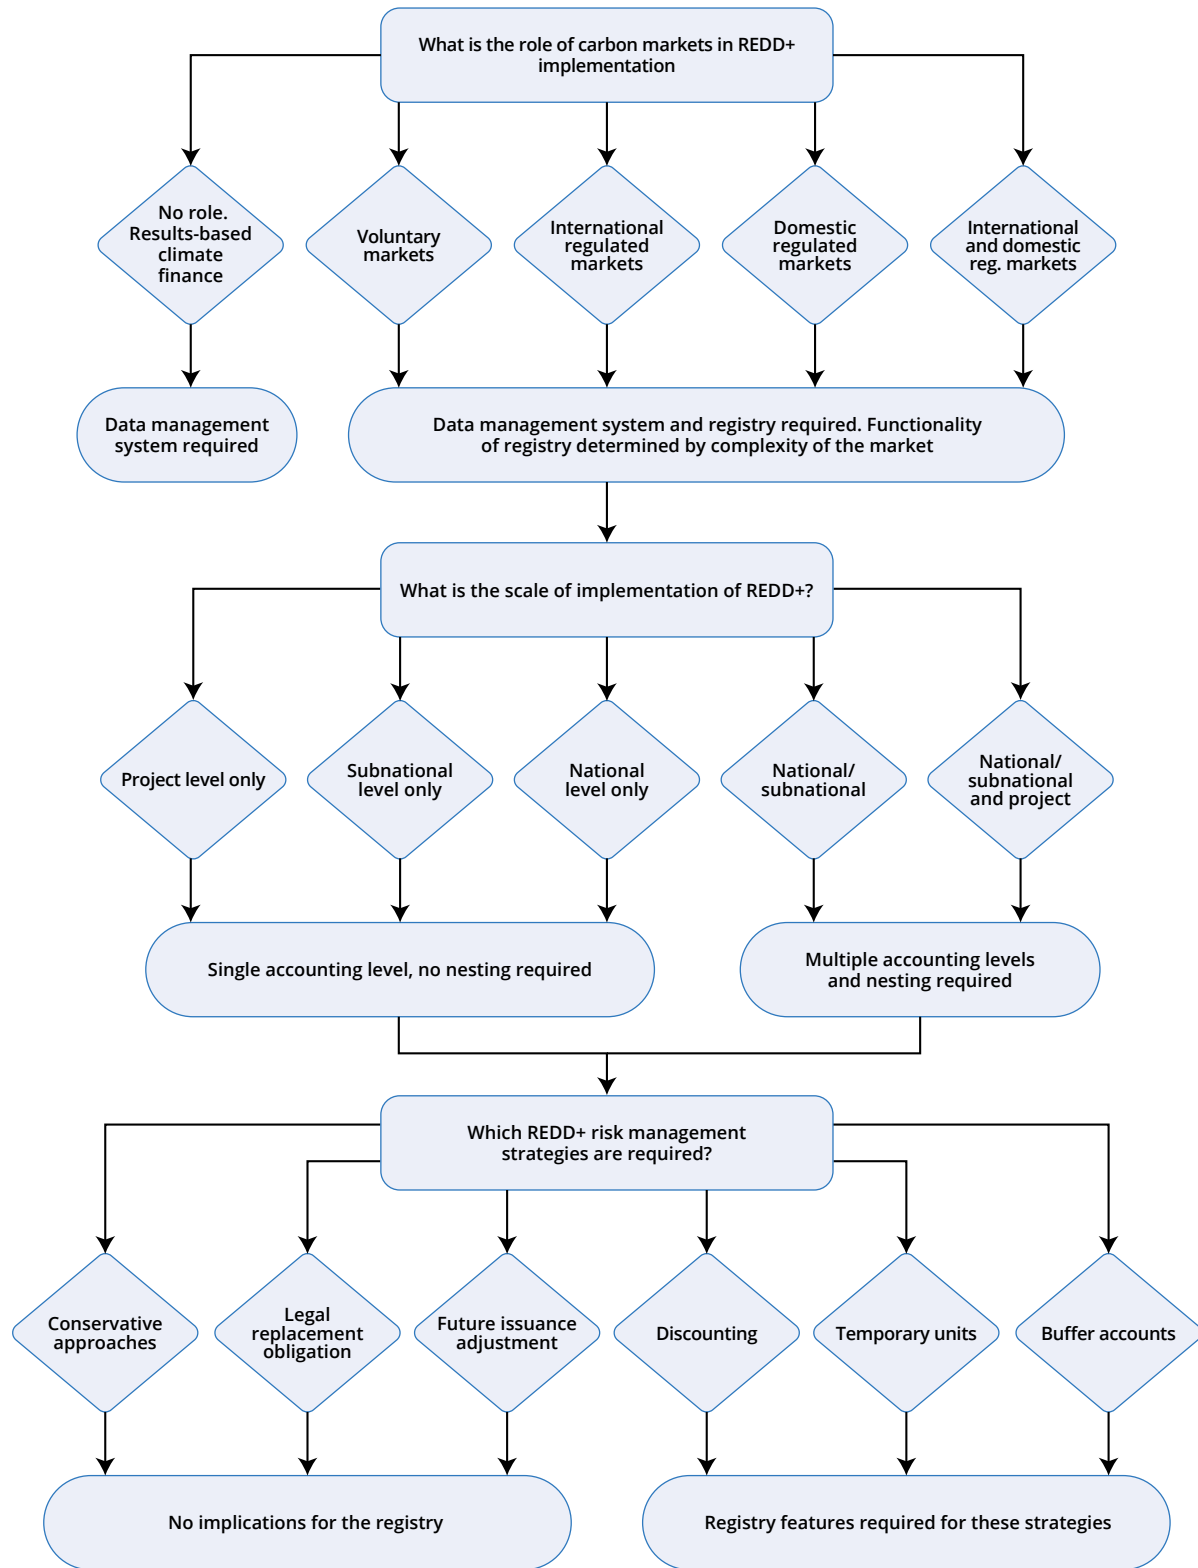 What is the role of carbon markets in REDD+
implementation
No role.
Results-based
climate
finance
Voluntary
markets
International
regulated
markets
Domestic
regulated
markets
International
and domestic
reg. markets
Data management
system required
Data management system and registry required. Functionality
of registry determined by complexity of the market
What is the scale of implementation of REDD+?
Project level only
Subnational
level only
National
level only
National/
subnational
National/
subnational
and project
Single accounting level, no nesting required
Multiple accounting levels
and nesting required
Which REDD+ risk management
strategies are required?
Conservative
approaches
Legal
replacement
obligation
Future issuance
adjustment
Discounting
Temporary units
Buffer accounts
No implications for the registry
Registry features required for these strategies